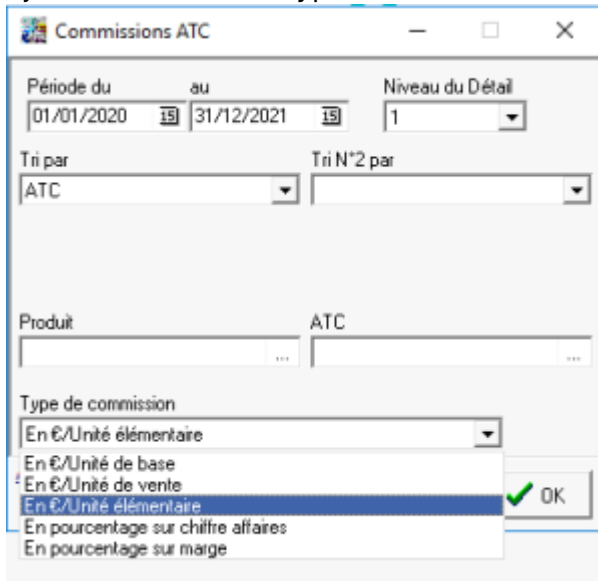 Commissions ATC
Période du au Niveau du Détail
01/01/2020 15 31/12/2021 15 1
Tri par Tri N°2 par
ATC
Produit ATC
... ...
Type de commission
En €/Unité élémentaire
En €/Unité de base
En €/Unité de vente
En €/Unité élémentaire
OK
En pourcentage sur chiffre affaires
En pourcentage sur marge